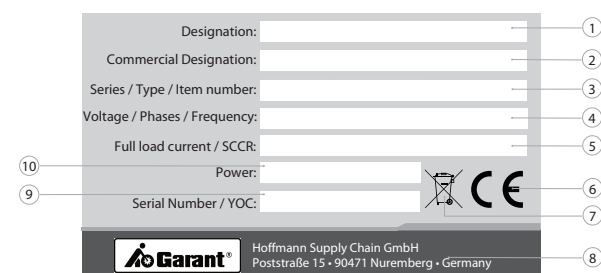 Designation: 1
Commercial Designation: 2
Series / Type / Item number: 3
Voltage / Phases / Frequency: 4
Full load current / SCCR: 5
10 Power:
9 Serial Number / YOC:
CE 6
7
Garant®
Hoffmann Supply Chain GmbH
Poststraße 15 • 90471 Nuremberg • Germany 8